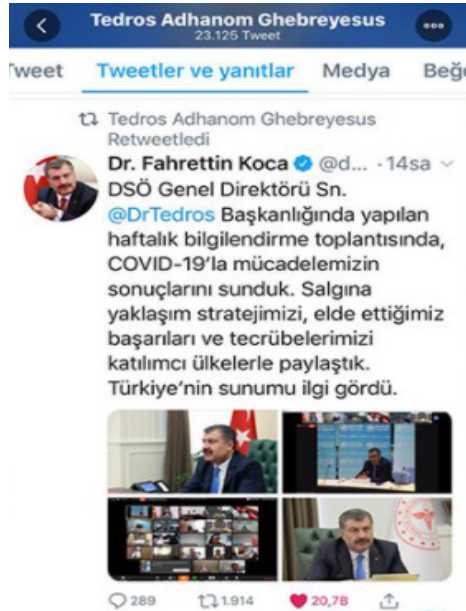 Tedros Adhanom Ghebreyesus
23.125 Tweet
Tweet Tweetler ve yanıtlar Medya Beğe
Tedros Adhanom Ghebreyesus
Retweetledi
Dr. Fahrettin Koca @d... · 14sa
DSÖ Genel Direktörü Sn.
@DrTedros Başkanlığında yapılan
haftalık bilgilendirme toplantısında,
COVID-19'la mücadelemizin
sonuçlarını sunduk. Salgına
yaklaşım stratejimizi, elde ettiğimiz
başarıları ve tecrübelerimizi
katılımcı ülkelerle paylaştık.
Türkiye'nin sunumu ilgi gördü.
289 1.914 20,7B